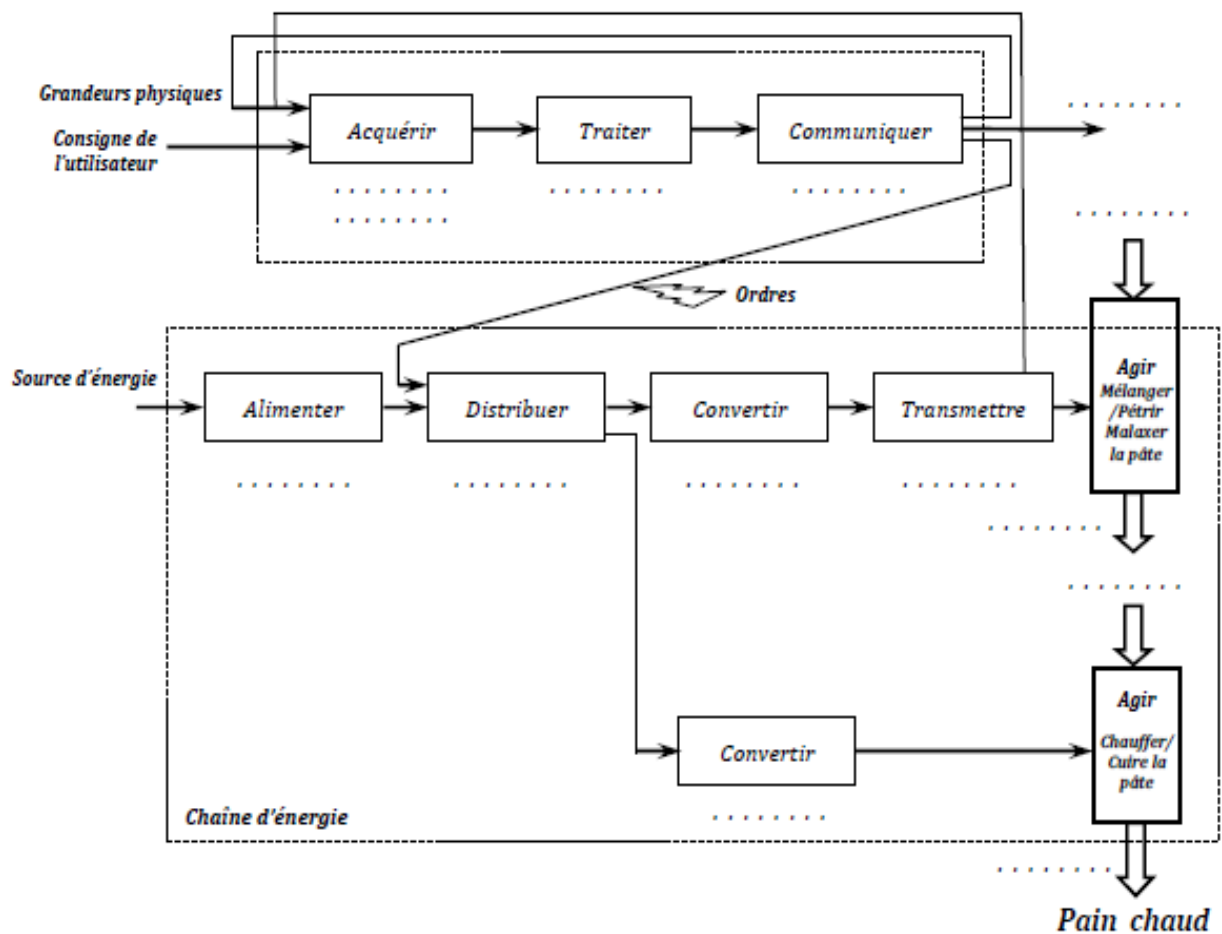 Grandeurs physiques
Consigne de
l'utilisateur
Acquérir
Traiter
Communiquer
. . . . . . . .
. . . . . . . .
. . . . . . . .
. . . . . . . .
. . . . . . . .
. . . . . . . .
Ordres
Source d'énergie
Alimenter
Distribuer
Convertir
Transmettre
Agir
Mélanger
/Pétrir
Malaxer
la pâte
. . . . . . . .
. . . . . . . .
. . . . . . . .
. . . . . . . .
. . . . . . . .
. . . . . . . .
Convertir
. . . . . . . .
Agir
Chauffer/
Cuire la
pâte
Chaîne d'énergie
. . . . . . . .
Pain chaud